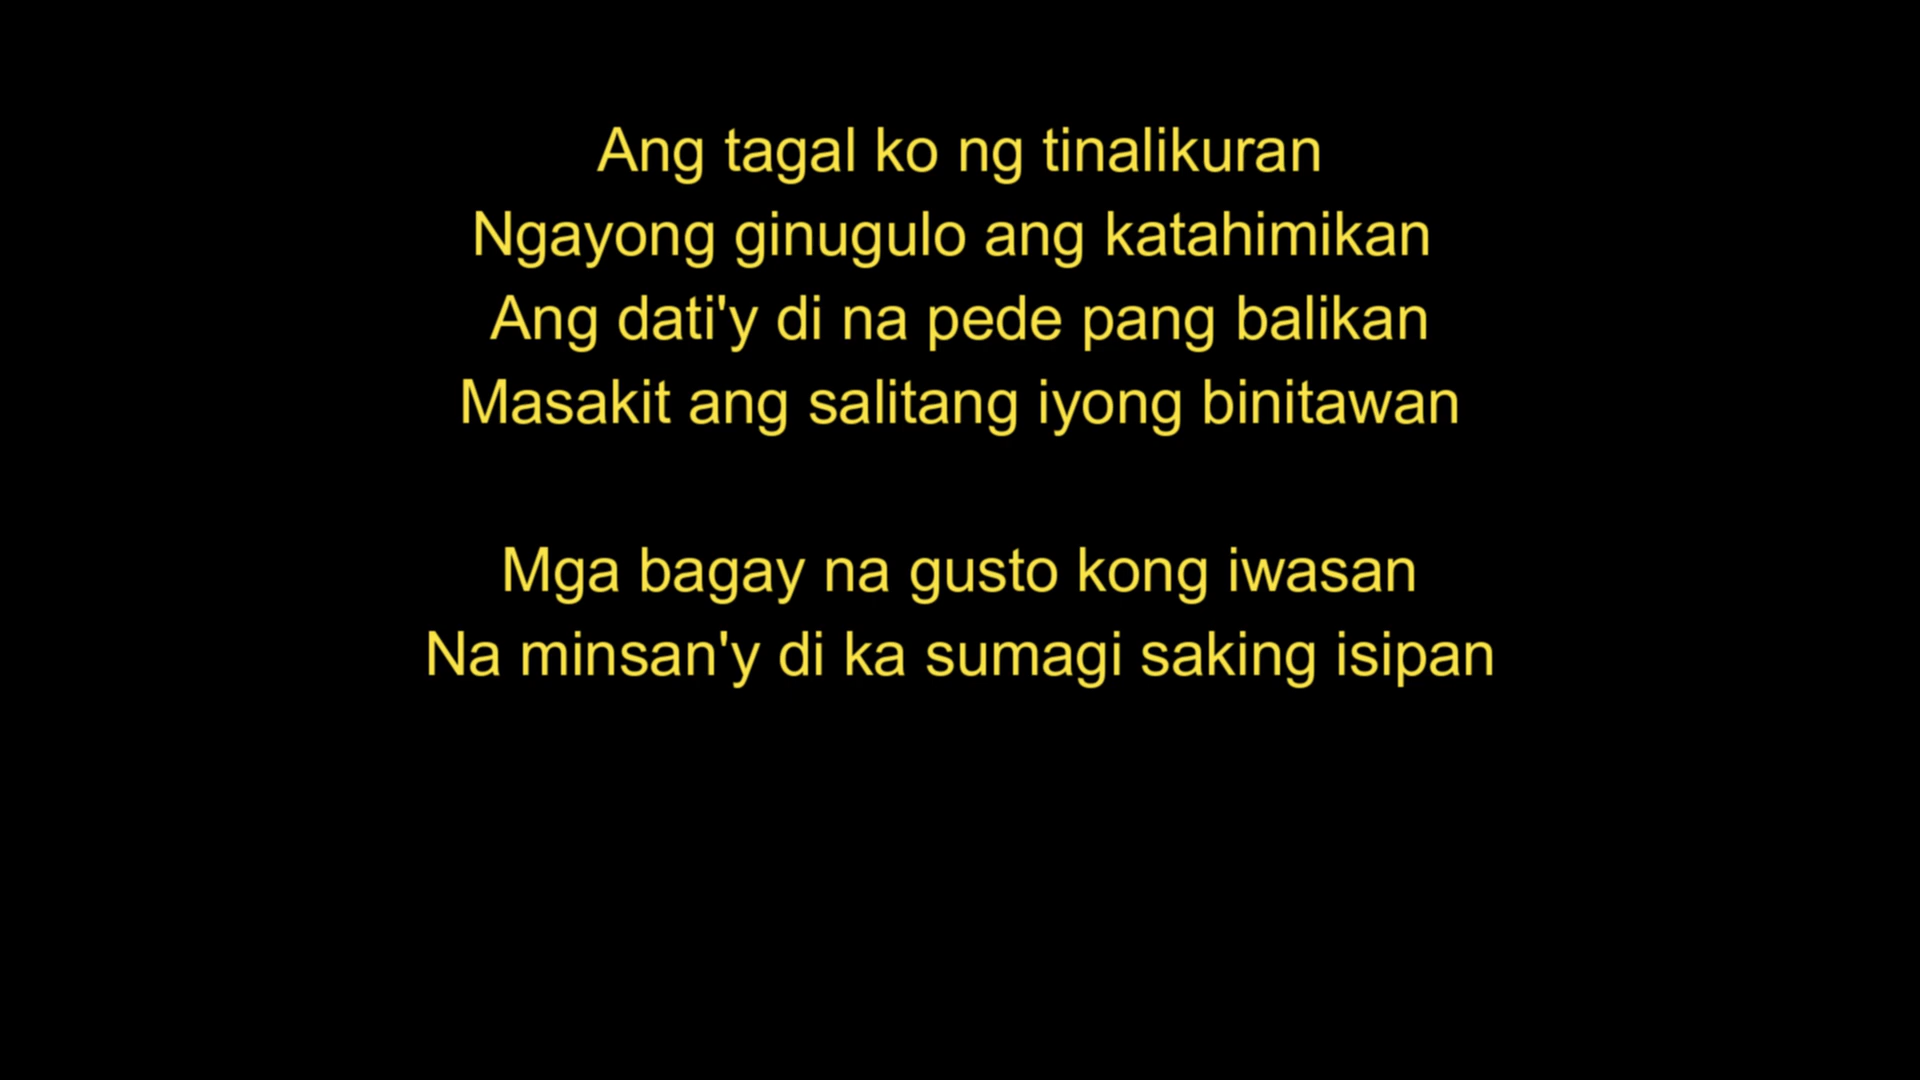 Ang tagal ko ng tinalikuran
Ngayong ginugulo ang katahimikan
Ang dati'y di na pede pang balikan
Masakit ang salitang iyong binitawan
Mga bagay na gusto kong iwasan
Na minsan'y di ka sumagi saking isipan